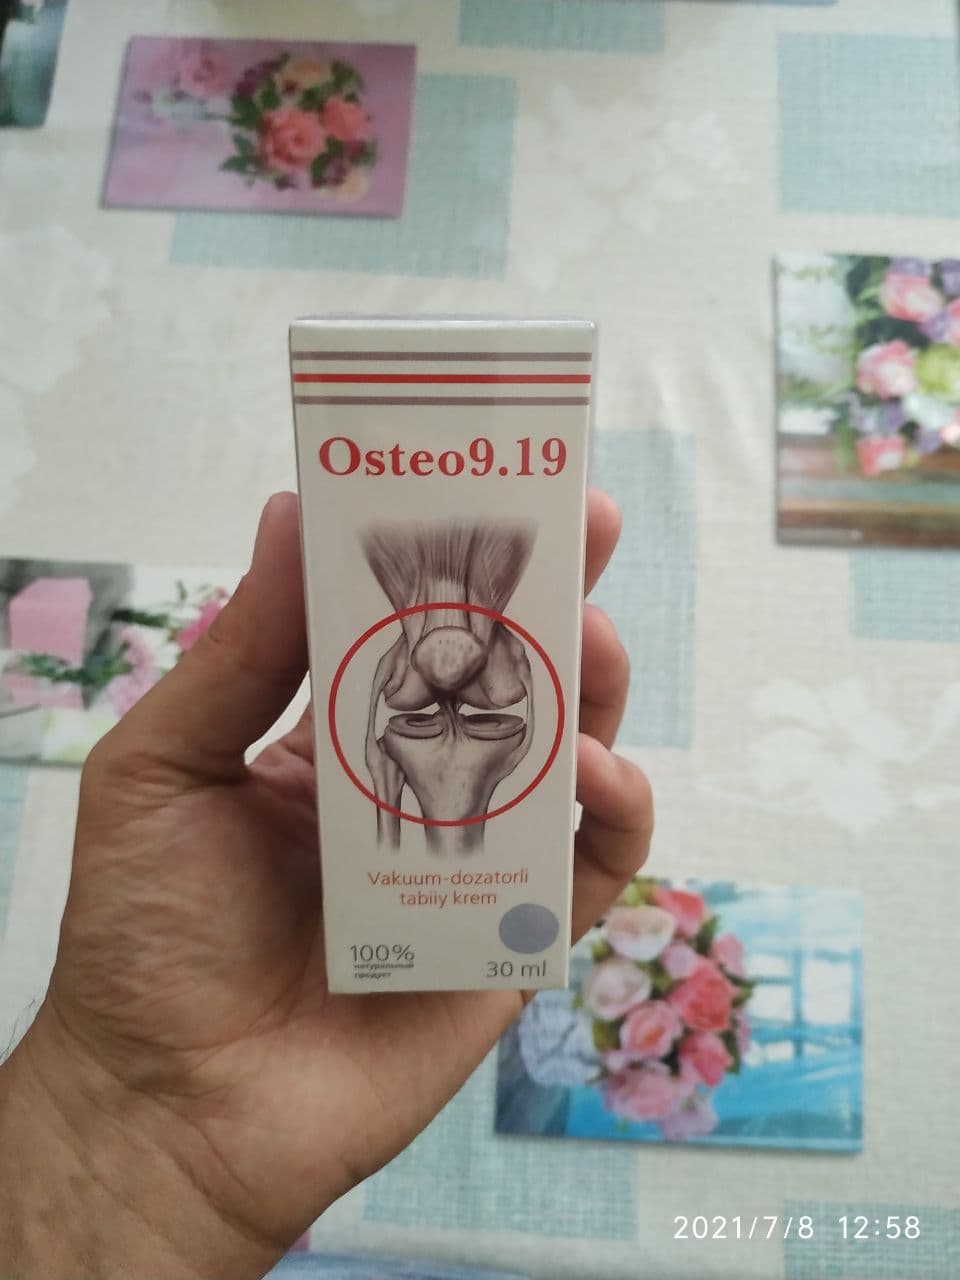 Osteo9.19
Vakuum-dozatorli
tabiiy krem
100%
натуральный
продукт
30 ml
2021/7/8 12:58